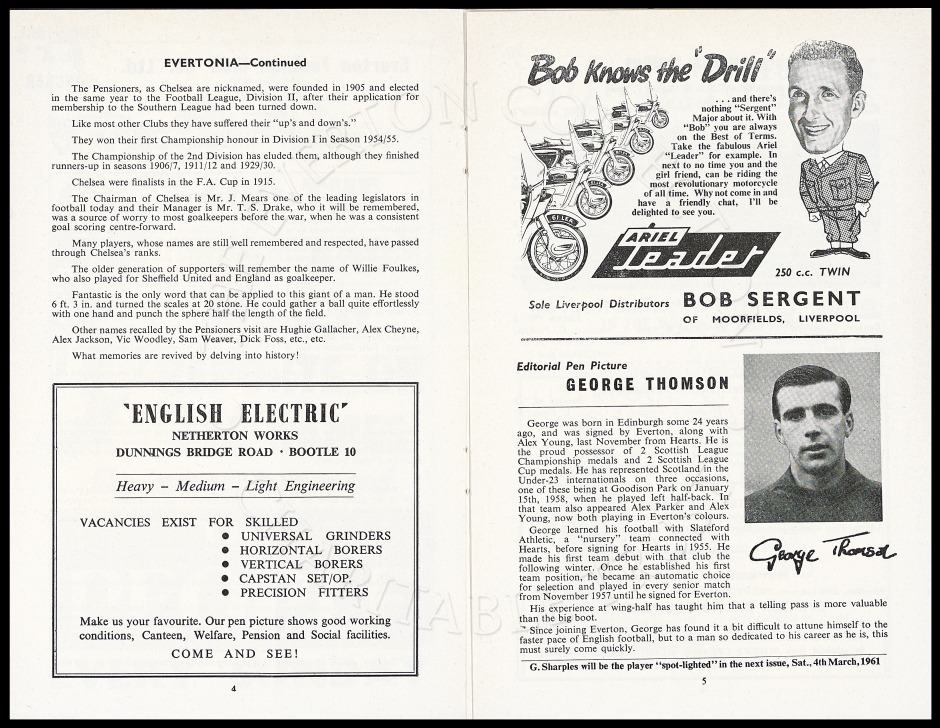 EVERTONIA—Continued
The Pensioners, as Chelsea are nicknamed, were founded in 1905 and elected
in the same year to the Football League, Division II, after their application for
membership to the Southern League had been turned down.
Like most other Clubs they have suffered their "up's and down's."
They won their first Championship honour in Division I in Season 1954/55.
The Championship of the 2nd Division has eluded them, although they finished
runners-up in seasons 1906/7, 1911/12 and 1929/30.
Chelsea were finalists in the F.A. Cup in 1915.
The Chairman of Chelsea is Mr. J. Mears one of the leading legislators in
football today and their Manager is Mr. T. S. Drake, who it will be remembered,
was a source of worry to most goalkeepers before the war, when he was a consistent
goal scoring centre-forward.
Many players, whose names are still well remembered and respected, have passed
through Chelsea's ranks.
The older generation of supporters will remember the name of Willie Foulkes,
who also played for Sheffield United and England as goalkeeper.
Fantastic is the only word that can be applied to this giant of a man. He stood
6 ft. 3 in. and turned the scales at 20 stone. He could gather a ball quite effortlessly
with one hand and punch the sphere half the length of the field.
Other names recalled by the Pensioners visit are Hughie Gallacher, Alex Cheyne,
Alex Jackson, Vic Woodley, Sam Weaver, Dick Foss, etc., etc.
What memories are revived by delving into history!
'ENGLISH ELECTRIC'
NETHERTON WORKS
DUNNINGS BRIDGE ROAD · BOOTLE 10
Heavy – Medium – Light Engineering
VACANCIES EXIST FOR SKILLED
● UNIVERSAL GRINDERS
● HORIZONTAL BORERS
● VERTICAL BORERS
● CAPSTAN SET/OP.
● PRECISION FITTERS
Make us your favourite. Our pen picture shows good working
conditions, Canteen, Welfare, Pension and Social facilities.
COME AND SEE!
4
Bob Knows the "Drill"
. . . and there's
nothing "Sergent"
Major about it. With
"Bob" you are always
on the Best of Terms.
Take the fabulous Ariel
"Leader" for example. In
next to no time you and the
girl friend, can be riding the
most revolutionary motorcycle
of all time. Why not come in and
have a friendly chat, I'll be
delighted to see you.
ARIEL
Leader
250 c.c. TWIN
Sole Liverpool Distributors BOB SERGENT
OF MOORFIELDS, LIVERPOOL
Editorial Pen Picture
GEORGE THOMSON
George was born in Edinburgh some 24 years
ago, and was signed by Everton, along with
Alex Young, last November from Hearts. He is
the proud possessor of 2 Scottish League
Championship medals and 2 Scottish League
Cup medals. He has represented Scotland in the
Under-23 internationals on three occasions,
one of these being at Goodison Park on January
15th, 1958, when he played left half-back. In
that team also appeared Alex Parker and Alex
Young, now both playing in Everton's colours.
George learned his football with Slateford
Athletic, a "nursery" team connected with
Hearts, before signing for Hearts in 1955. He
made his first team debut with that club the
following winter. Once he established his first
team position, he became an automatic choice
for selection and played in every senior match
from November 1957 until he signed for Everton.
George Thomson
His experience at wing-half has taught him that a telling pass is more valuable
than the big boot.
Since joining Everton, George has found it a bit difficult to attune himself to the
faster pace of English football, but to a man so dedicated to his career as he is, this
must surely come quickly.
G. Sharples will be the player "spot-lighted" in the next issue, Sat., 4th March, 1961
5